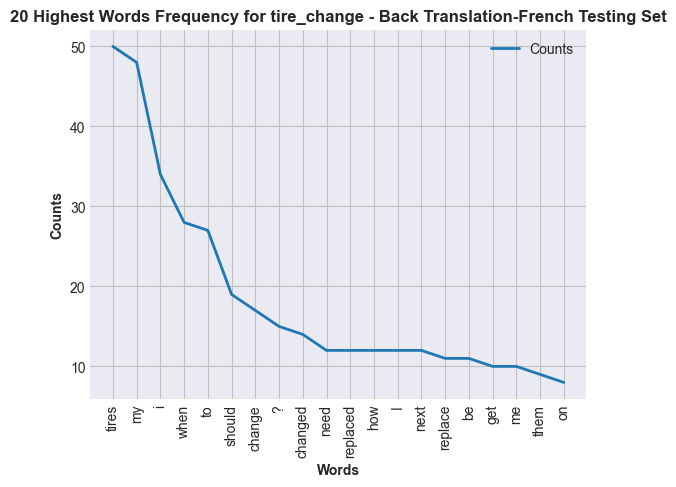 20 Highest Words Frequency for tire_change - Back Translation-French Testing Set
Counts
50
40
30
20
10
Counts
tires
my
i
when
to
should
change
?
changed
need
replaced
how
I
next
replace
be
get
me
them
on
Words